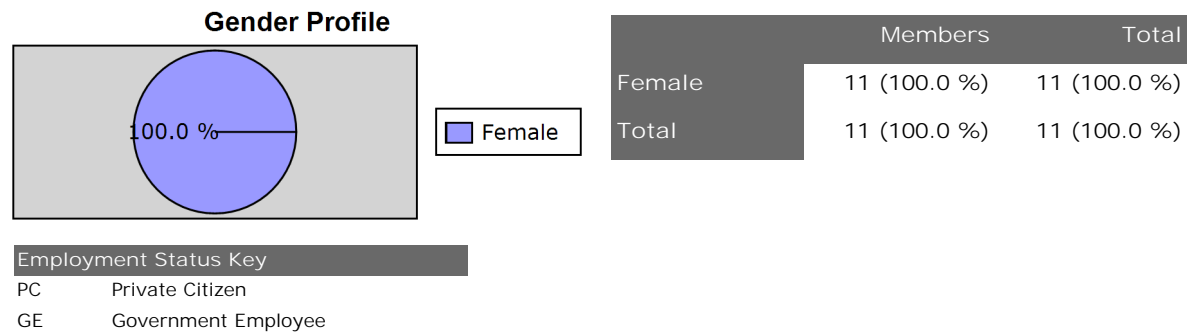 Gender Profile
100.0 %
Female
Members Total
Female 11 (100.0 %) 11 (100.0 %)
Total 11 (100.0 %) 11 (100.0 %)
Employment Status Key
PC Private Citizen
GE Government Employee